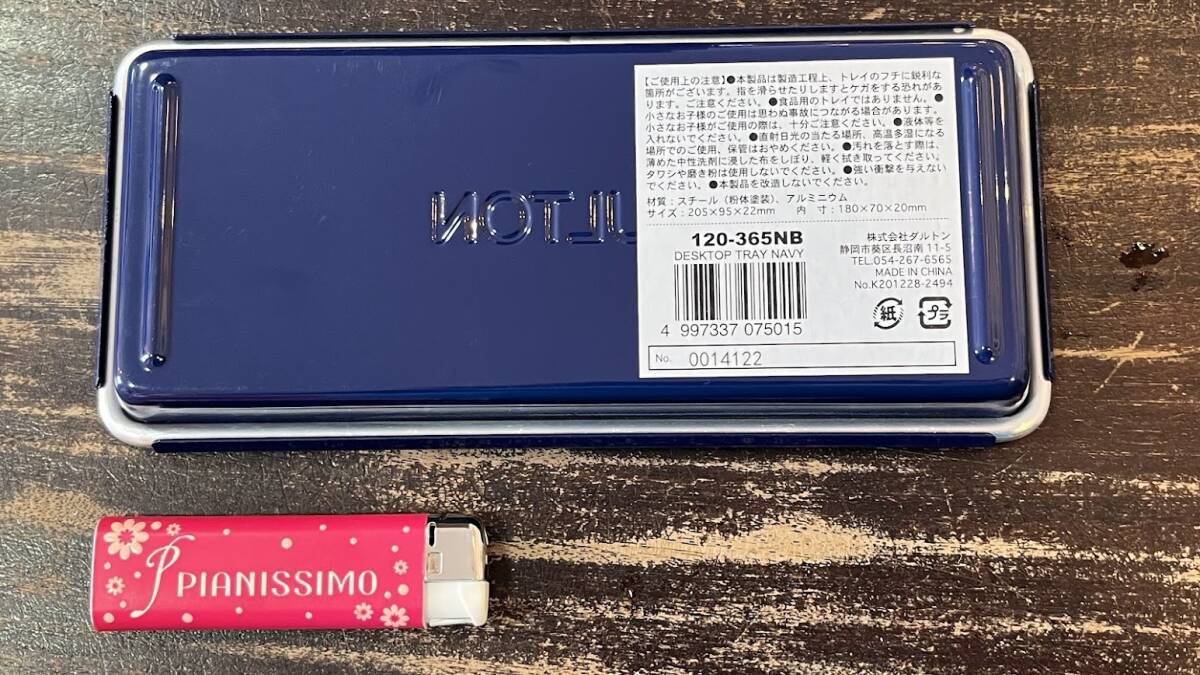 【ご使用上の注意】●本製品は製造工程上、トレイのフチに鋭利な
箇所がございます。指を滑らせたりしますとケガをする恐れがあ
ります。ご注意ください。●食品用のトレイではありません。●
小さなお子様のご使用は思わぬ事故につながる場合があります。
小さなお子様がご使用の際は、十分ご注意ください。●液体等を
入れないでください。●直射日光の当たる場所、高温多湿になる
場所でのご使用、保管はおやめください。●汚れを落とす際は、
薄めた中性洗剤に浸した布をしぼり、軽く拭き取ってください。
タワシや磨き粉は使用しないでください。●強い衝撃を与えない
でください。●本製品を改造しないでください。
材質：スチール（粉体塗装）、アルミニウム
サイズ：205×95×22mm 内 寸：180×70×20mm
120-365NB
DESKTOP TRAY NAVY
4 997337 075015
株式会社ダルトン
静岡市葵区長沼南 11-5
TEL.054-267-6565
MADE IN CHINA
No.K201228-2494
紙
プラ
No. 0014122
LTON
P PIANISSIMO